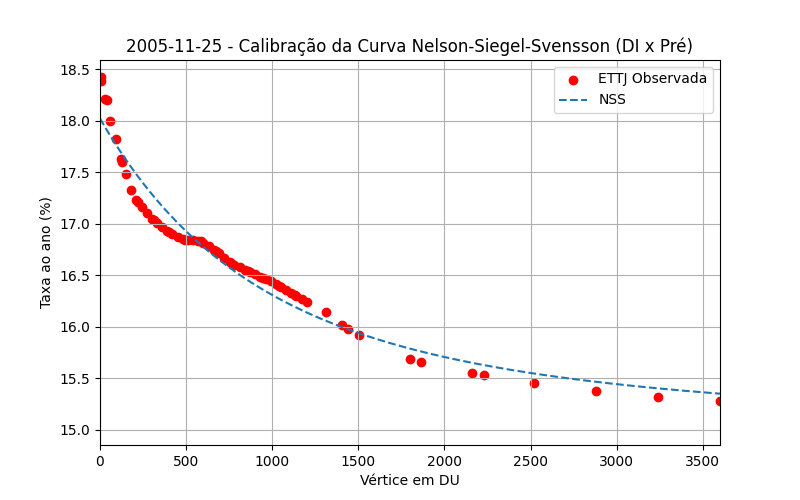 2005-11-25 - Calibração da Curva Nelson-Siegel-Svensson (DI x Pré)
ETTJ Observada
NSS
Taxa ao ano (%)
18.5
18.0
17.5
17.0
16.5
16.0
15.5
15.0
0 500 1000 1500 2000 2500 3000 3500
Vértice em DU